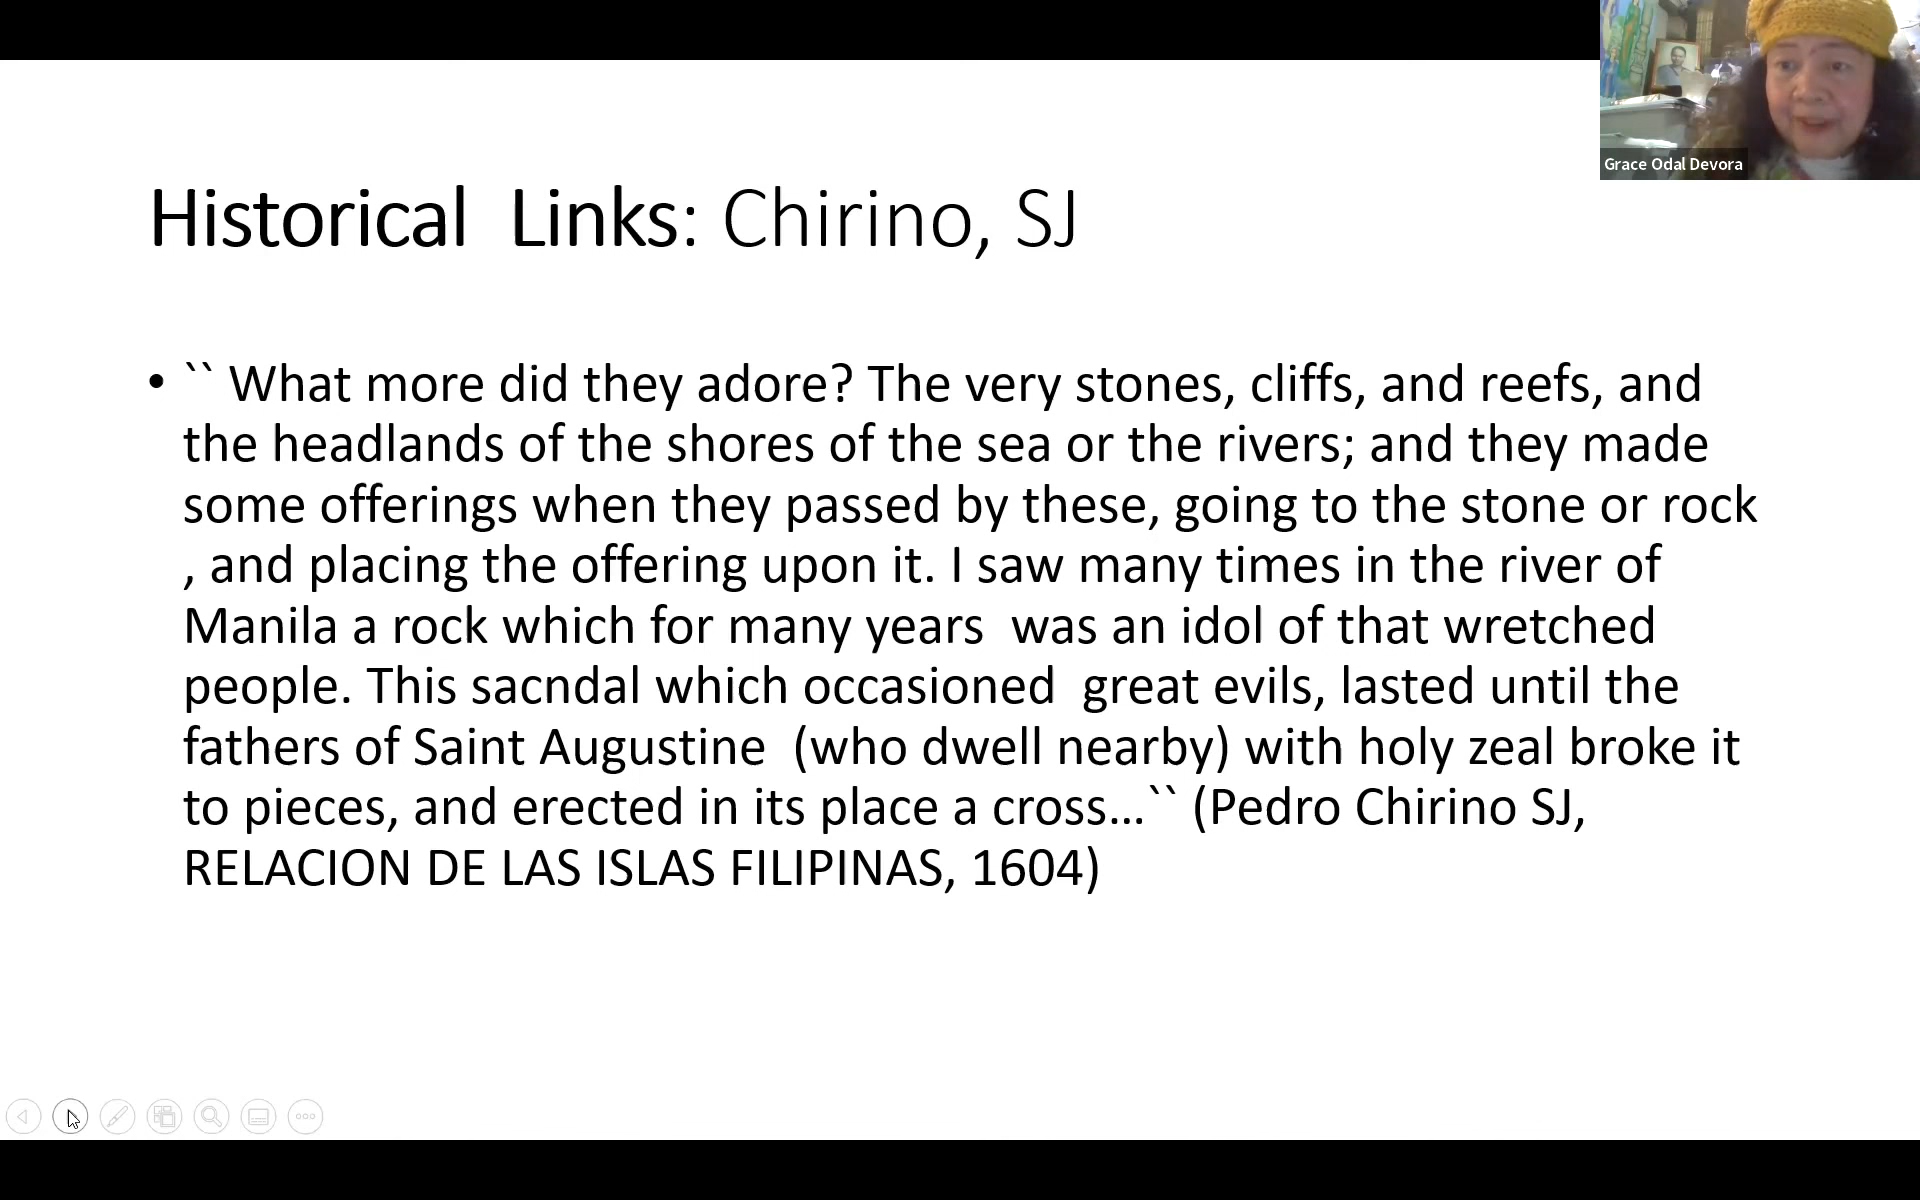 Grace Odal Devora
Historical  Links: Chirino, SJ
• `` What more did they adore? The very stones, cliffs, and reefs, and
the headlands of the shores of the sea or the rivers; and they made
some offerings when they passed by these, going to the stone or rock
, and placing the offering upon it. I saw many times in the river of
Manila a rock which for many years  was an idol of that wretched
people. This sacndal which occasioned  great evils, lasted until the
fathers of Saint Augustine  (who dwell nearby) with holy zeal broke it
to pieces, and erected in its place a cross...`` (Pedro Chirino SJ,
RELACION DE LAS ISLAS FILIPINAS, 1604)